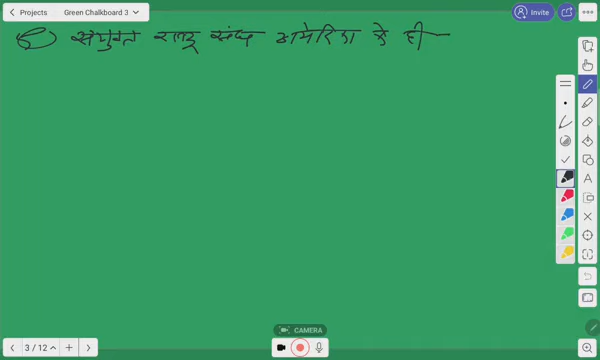 Projects
Green Chalkboard 3
Invite
संयुक्त राष्ट्र संघ अमेरिका के ही
CAMERA
3 / 12